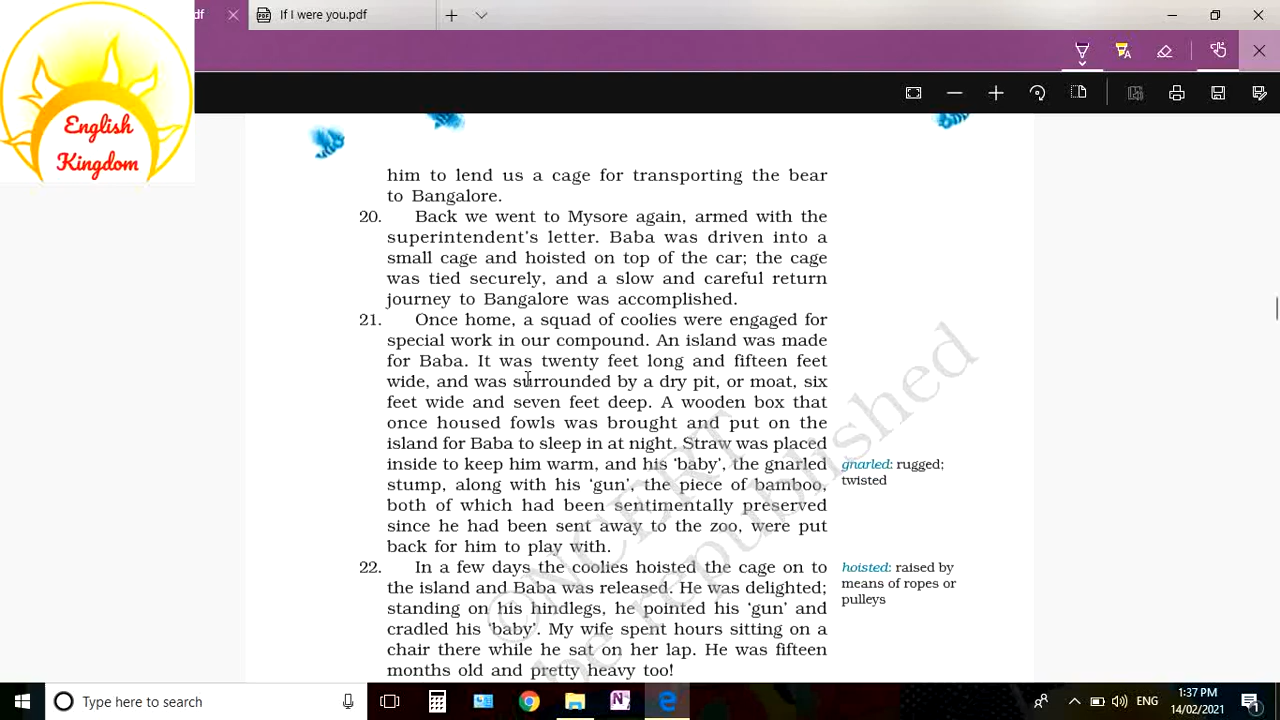 df
If I were you.pdf
English
Kingdom
him to lend us a cage for transporting the bear
to Bangalore.
20. Back we went to Mysore again, armed with the
superintendent's letter. Baba was driven into a
small cage and hoisted on top of the car; the cage
was tied securely, and a slow and careful return
journey to Bangalore was accomplished.
21. Once home, a squad of coolies were engaged for
special work in our compound. An island was made
for Baba. It was twenty feet long and fifteen feet
wide, and was surrounded by a dry pit, or moat, six
feet wide and seven feet deep. A wooden box that
once housed fowls was brought and put on the
island for Baba to sleep in at night. Straw was placed
inside to keep him warm, and his 'baby', the gnarled
stump, along with his 'gun', the piece of bamboo,
both of which had been sentimentally preserved
since he had been sent away to the zoo, were put
back for him to play with.
gnarled: rugged;
twisted
22. In a few days the coolies hoisted the cage on to
the island and Baba was released. He was delighted;
standing on his hindlegs, he pointed his 'gun' and
cradled his 'baby'. My wife spent hours sitting on a
chair there while he sat on her lap. He was fifteen
months old and pretty heavy too!
hoisted: raised by
means of ropes or
pulleys
©NCERT
be republished
Type here to search
ENG
1:37 PM
14/02/2021